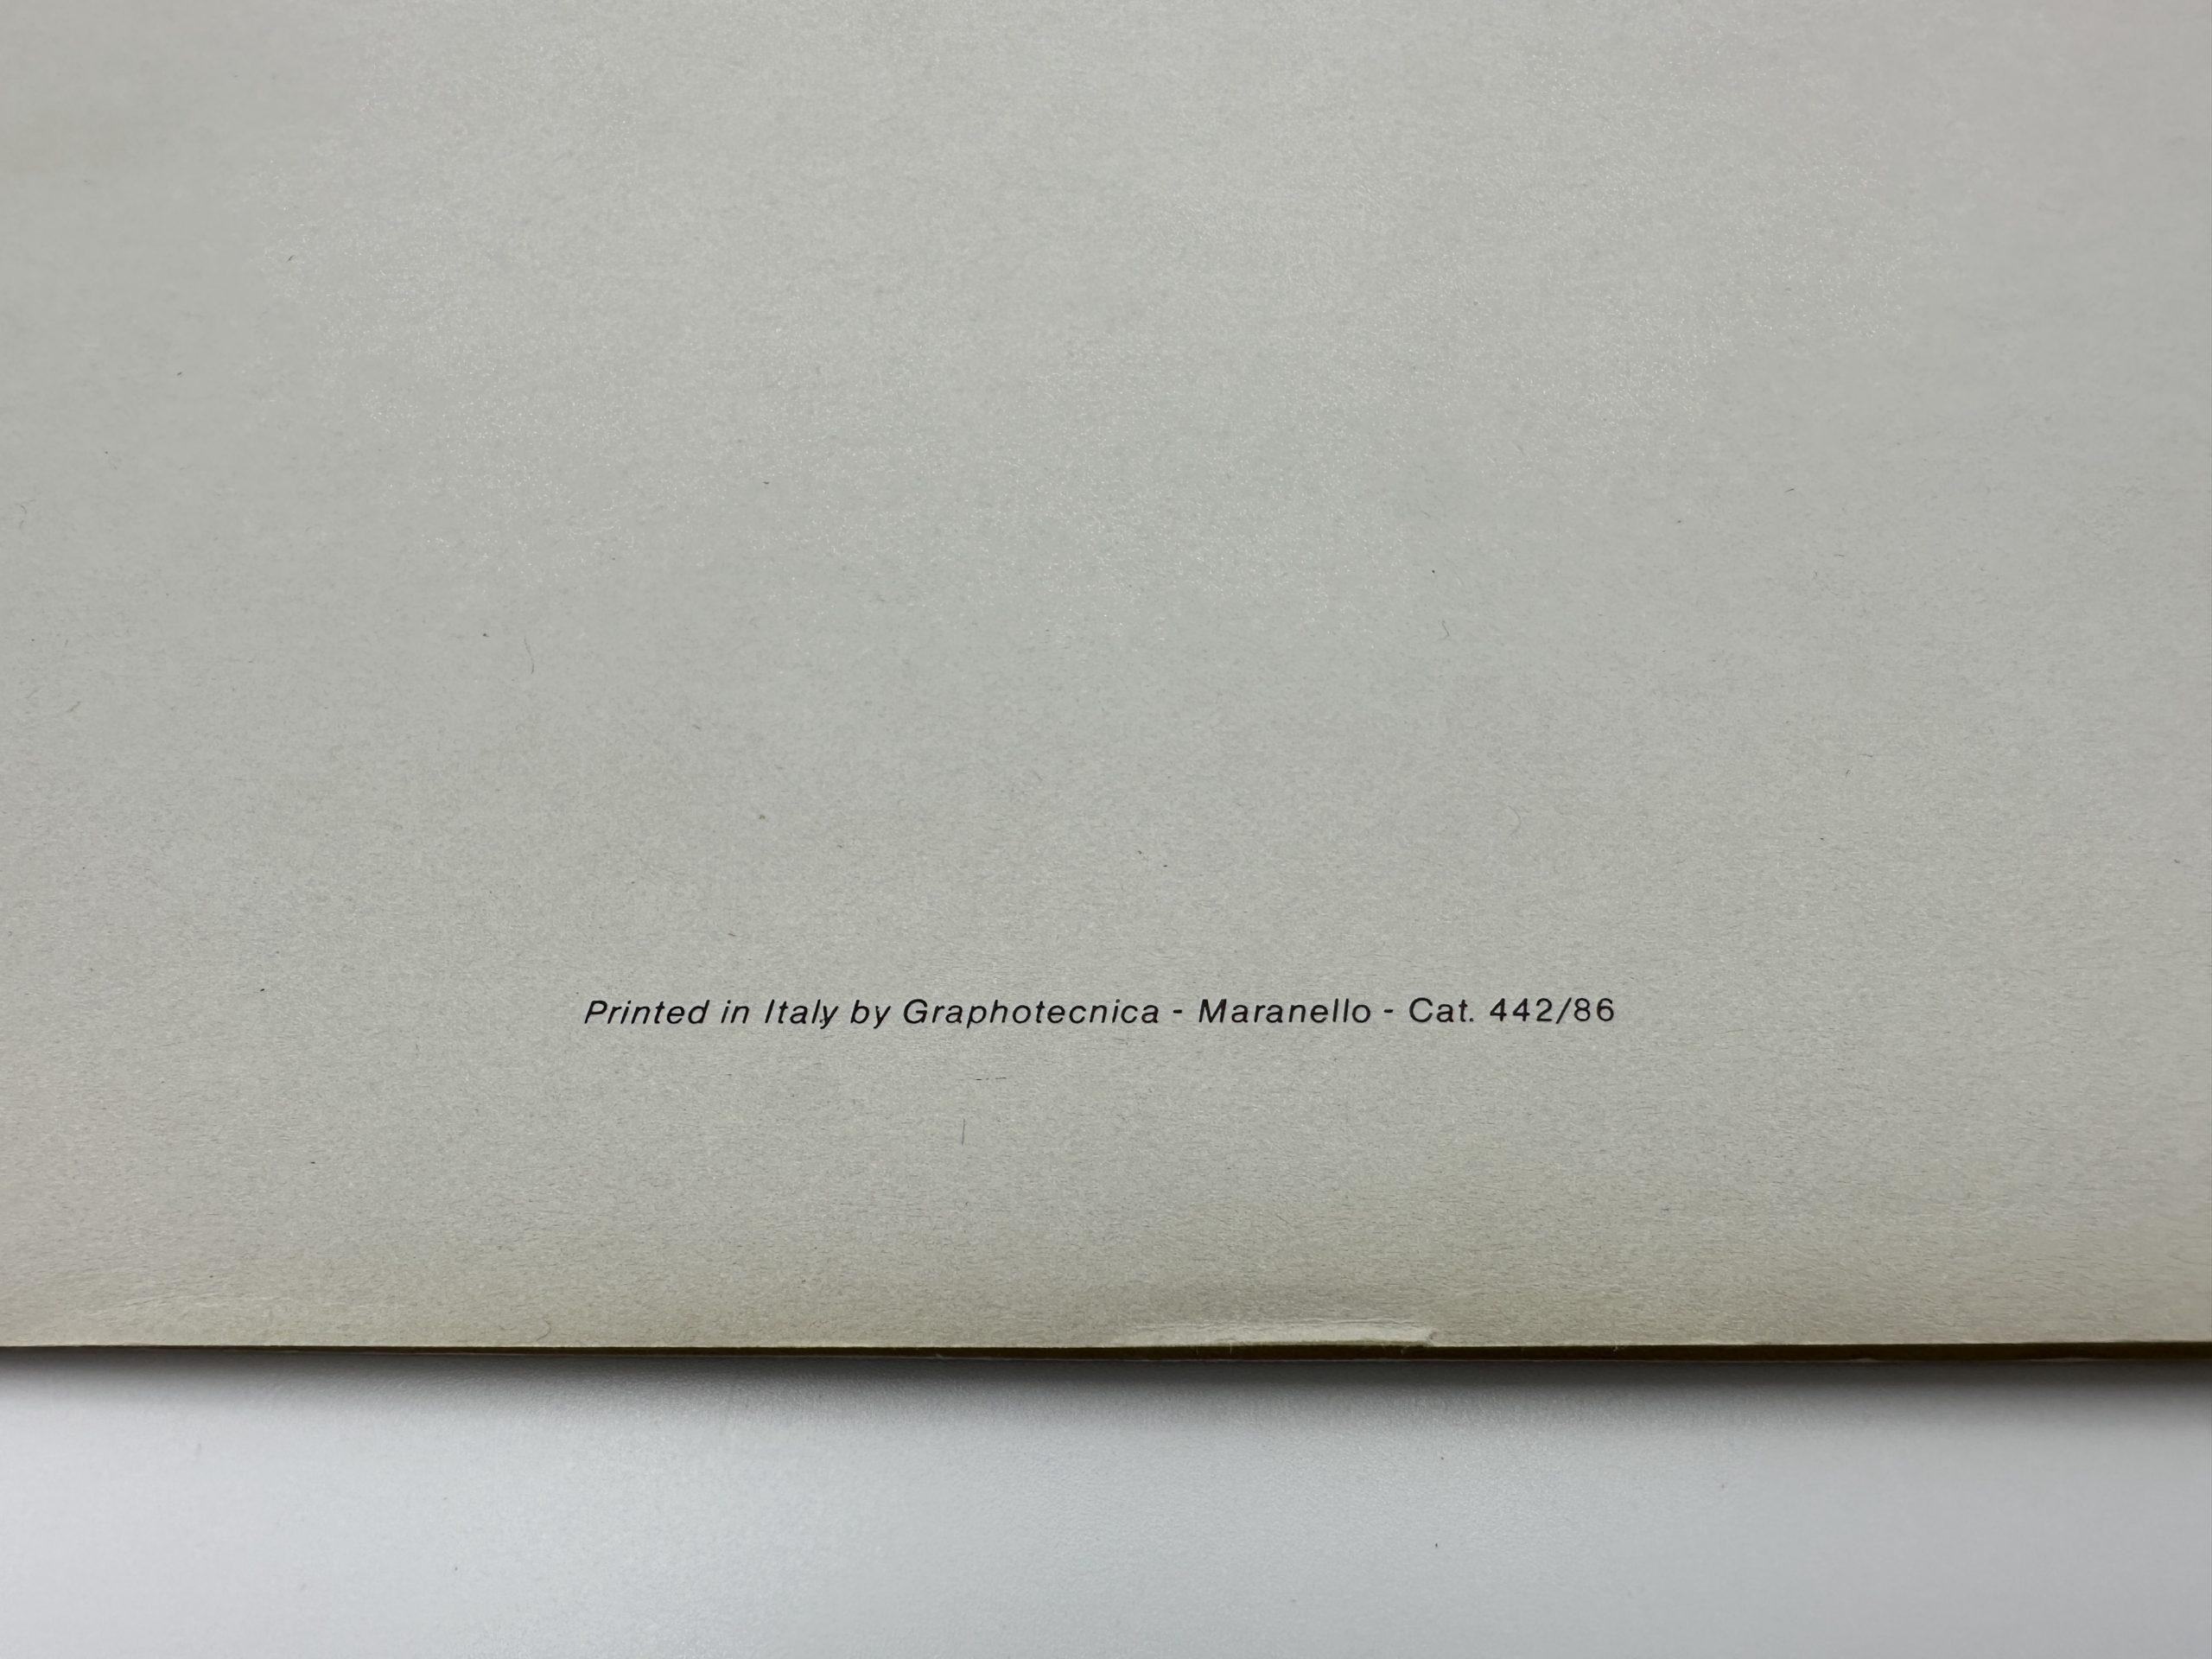 Printed in Italy by Graphotecnica - Maranello - Cat. 442/86